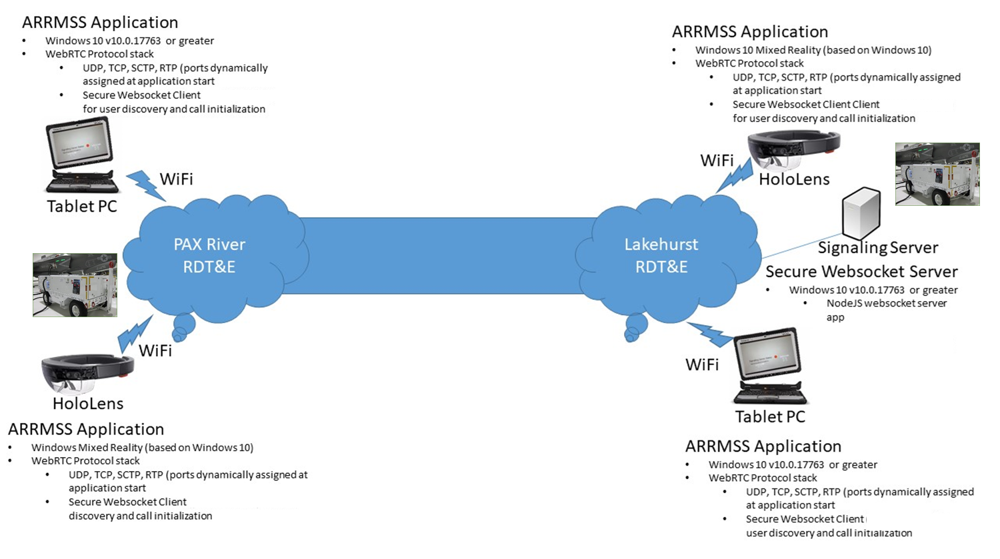 ARRMSS Application
• Windows 10 v10.0.17763 or greater
• WebRTC Protocol stack
• UDP, TCP, SCTP, RTP (ports dynamically
assigned at application start
• Secure Websocket Client
for user discovery and call initialization
WiFi
Tablet PC
PAX River
RDT&E
WiFi
HoloLens
ARRMSS Application
• Windows Mixed Reality (based on Windows 10)
• WebRTC Protocol stack
• UDP, TCP, SCTP, RTP (ports dynamically assigned at
application start
• Secure Websocket Client
discovery and call initialization
ARRMSS Application
• Windows 10 Mixed Reality (based on Windows 10)
• WebRTC Protocol stack
• UDP, TCP, SCTP, RTP (ports dynamically assigned
at application start
• Secure Websocket Client Client
for user discovery and call initialization
WiFi
HoloLens
Lakehurst
RDT&E
Signaling Server
Secure Websocket Server
• Windows 10 v10.0.17763 or greater
• NodeJS websocket server
app
WiFi
Tablet PC
ARRMSS Application
• Windows 10 v10.0.17763 or greater
• WebRTC Protocol stack
• UDP, TCP, SCTP, RTP (ports dynamically assigned
at application start
• Secure Websocket Client
user discovery and call initialization